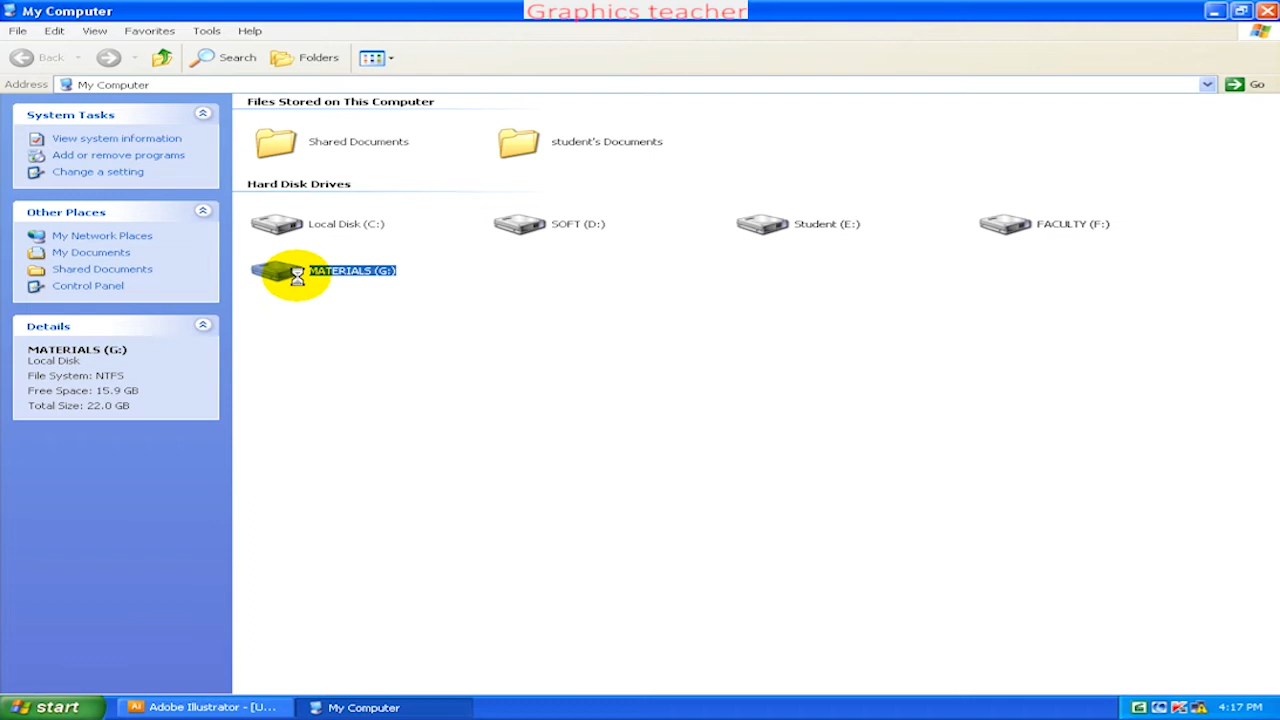 My Computer
Graphics teacher
File Edit View Favorites Tools Help
Back Search Folders
Address My Computer Go
System Tasks
View system information
Add or remove programs
Change a setting
Other Places
My Network Places
My Documents
Shared Documents
Control Panel
Details
MATERIALS (G:)
Local Disk
File System: NTFS
Free Space: 15.9 GB
Total Size: 22.0 GB
Files Stored on This Computer
Shared Documents student's Documents
Hard Disk Drives
Local Disk (C:) SOFT (D:) Student (E:) FACULTY (F:)
MATERIALS (G:)
start Ai Adobe Illustrator - [U... My Computer 4:17 PM